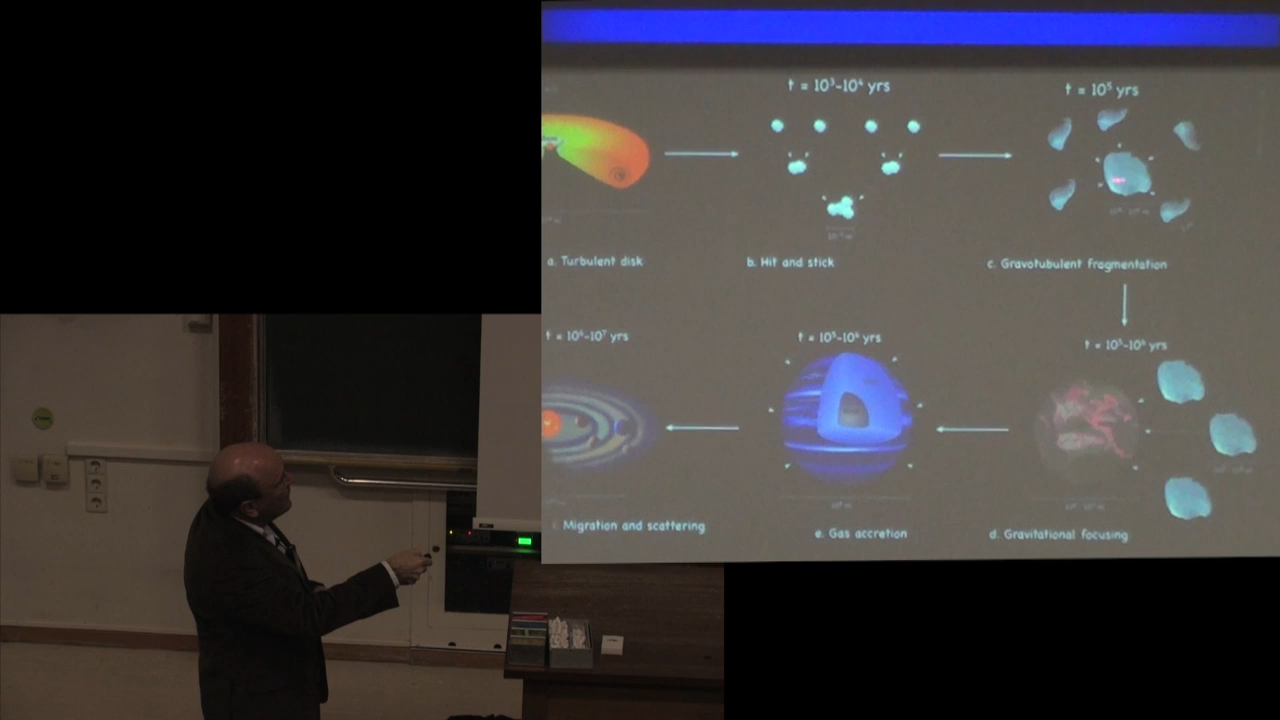 t = 10³-10⁴ yrs
t = 10⁵ yrs
a. Turbulent disk
b. Hit and stick
c. Gravotubulent fragmentation
t = 10⁶-10⁷ yrs
t = 10⁵-10⁶ yrs
t = 10⁵-10⁶ yrs
Migration and scattering
e. Gas accretion
d. Gravitational focusing